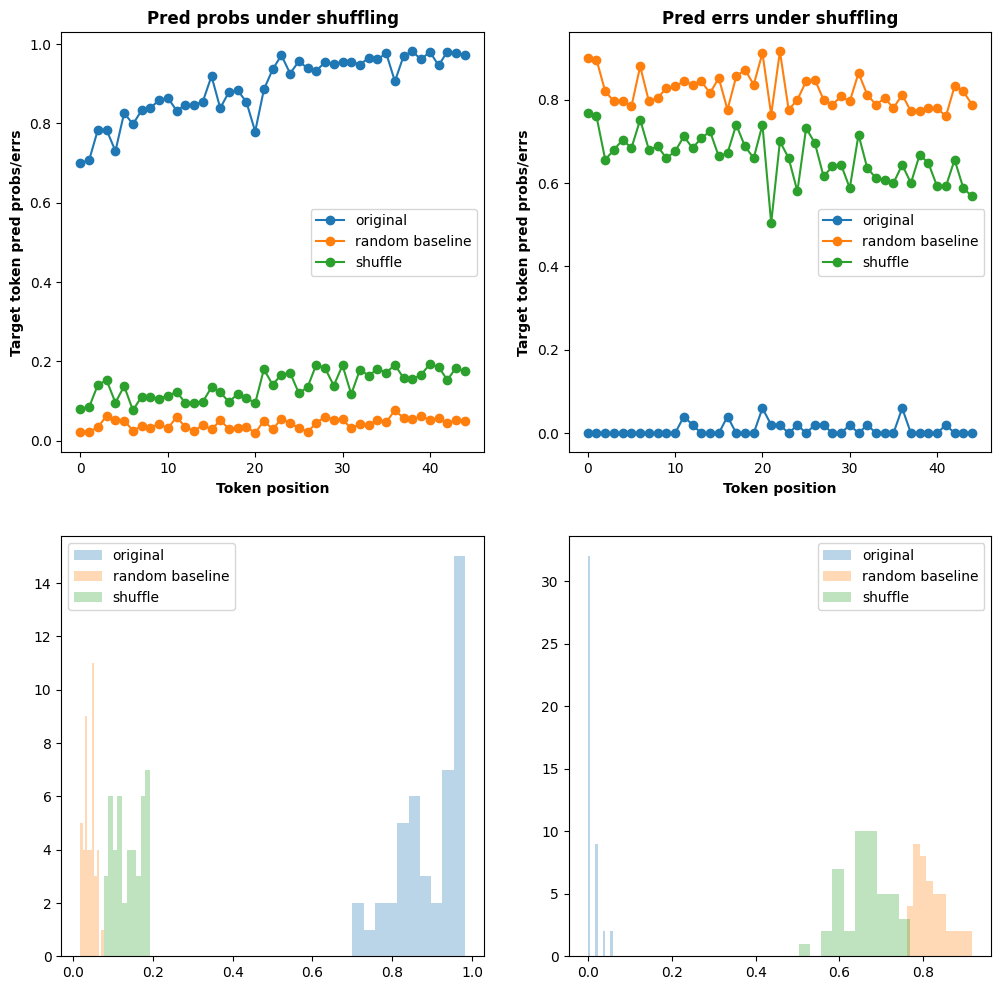 Pred probs under shuffling
Target token pred probs/errs
1.0
0.8
0.6
0.4
0.2
0.0
original
random baseline
shuffle
0 10 20 30 40
Token position
Pred errs under shuffling
Target token pred probs/errs
0.8
0.6
0.4
0.2
0.0
original
random baseline
shuffle
0 10 20 30 40
Token position
14
12
10
8
6
4
2
0
original
random baseline
shuffle
0.0 0.2 0.4 0.6 0.8 1.0
30
25
20
15
10
5
0
original
random baseline
shuffle
0.0 0.2 0.4 0.6 0.8